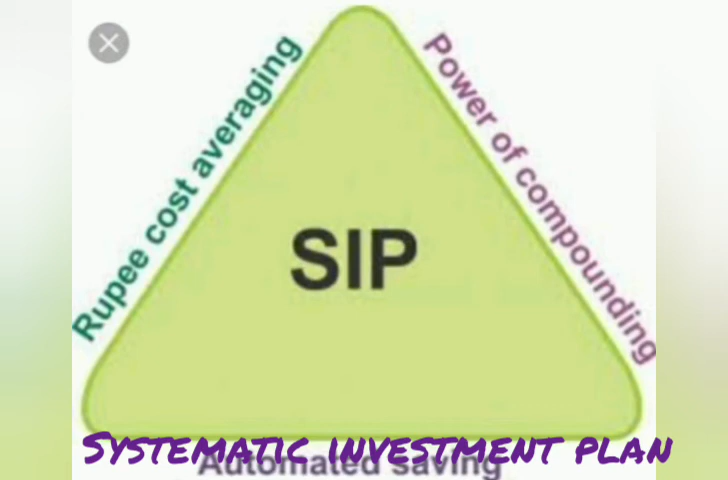 Rupee cost averaging
Power of compounding
SIP
Systematic investment plan
Automated saving